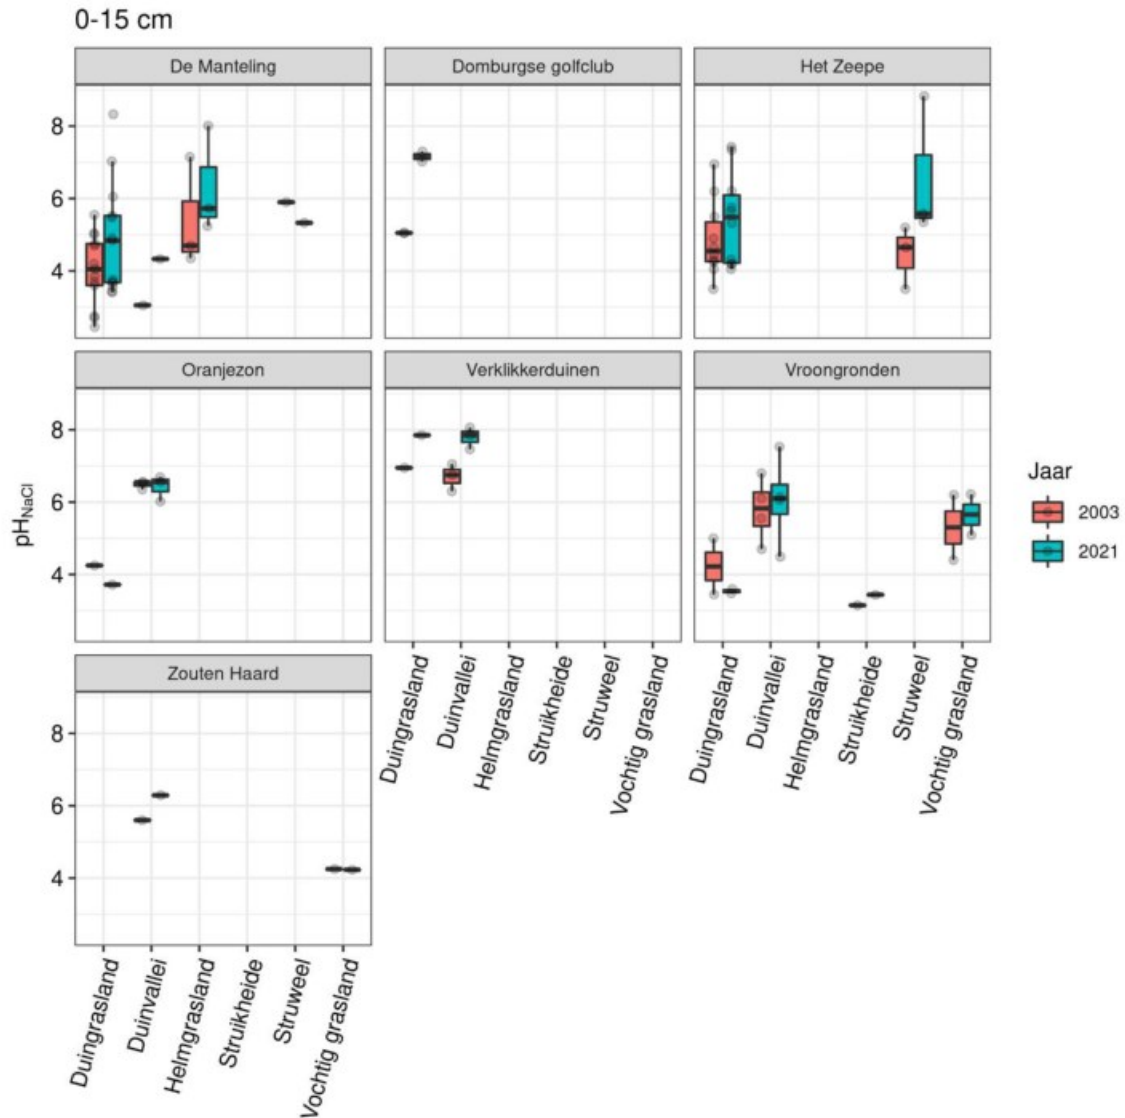 0-15 cm
De Manteling
Domburgse golfclub
Het Zeepe
8
6
4
Oranjezon
Verklikkerduinen
Vroongronden
8
6
4
pHNaCl
Jaar
2003
2021
Zouten Haard
8
6
4
Duingrasland
Duinvallei
Helmgrasland
Struikheide
Struweel
Vochtig grasland
Duingrasland
Duinvallei
Helmgrasland
Struikheide
Struweel
Vochtig grasland
Duingrasland
Duinvallei
Helmgrasland
Struikheide
Struweel
Vochtig grasland